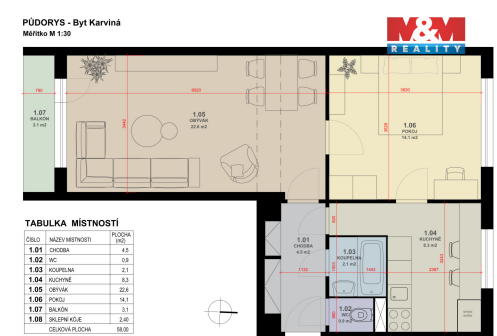 PŮDORYS - Byt Karviná
Měřítko M 1:30
M&M
REALITY
1.07
BALKÓN
3.1 m2
1.05
OBÝVÁK
22.6 m2
1.06
POKOJ
14.1 m2
1.01
CHODBA
4.5 m2
1.03
KOUPELNA
2.1 m2
1.04
KUCHYNĚ
8.3 m2
1.02
WC
0.9 m2
TABULKA MÍSTNOSTÍ
ČÍSLO NÁZEV MÍSTNOSTI PLOCHA (m2)
1.01 CHODBA 4,5
1.02 WC 0,9
1.03 KOUPELNA 2,1
1.04 KUCHYNĚ 8,3
1.05 OBÝVÁK 22,6
1.06 POKOJ 14,1
1.07 BALKÓN 3,1
1.08 SKLEPNÍ KÓJE 2,40
CELKOVÁ PLOCHA 58,00